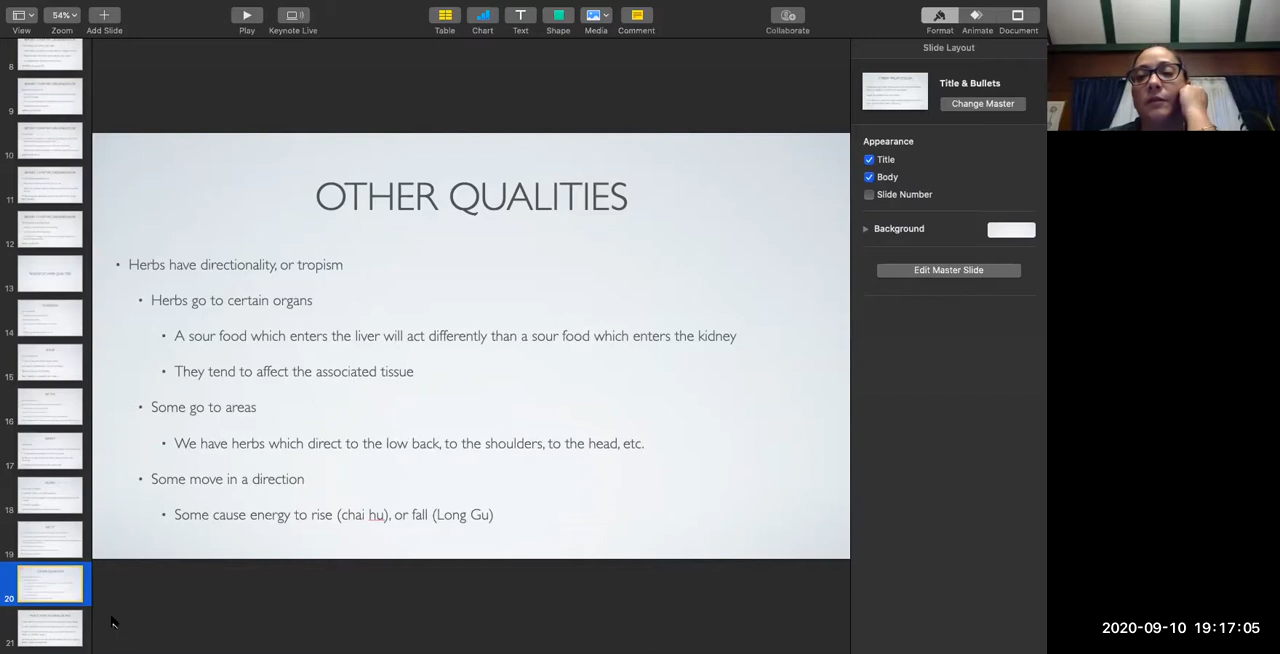 54%
View
Zoom
Add Slide
Play
Keynote Live
Table
Chart
Text
Shape
Media
Comment
Collaborate
Format
Animate
Document
Slide Layout
Title & Bullets
Change Master
Appearance
Title
Body
Slide Number
Background
Edit Master Slide
8
9
10
11
12
13
14
15
16
17
18
19
20
21
OTHER QUALITIES
• Herbs have directionality, or tropism
• Herbs go to certain organs
• A sour food which enters the liver will act differently than a sour food which enters the kidney
• They tend to affect the associated tissue
• Some go to areas
• We have herbs which direct to the low back, to the shoulders, to the head, etc.
• Some move in a direction
• Some cause energy to rise (chai hu), or fall (Long Gu)
2020-09-10 19:17:05